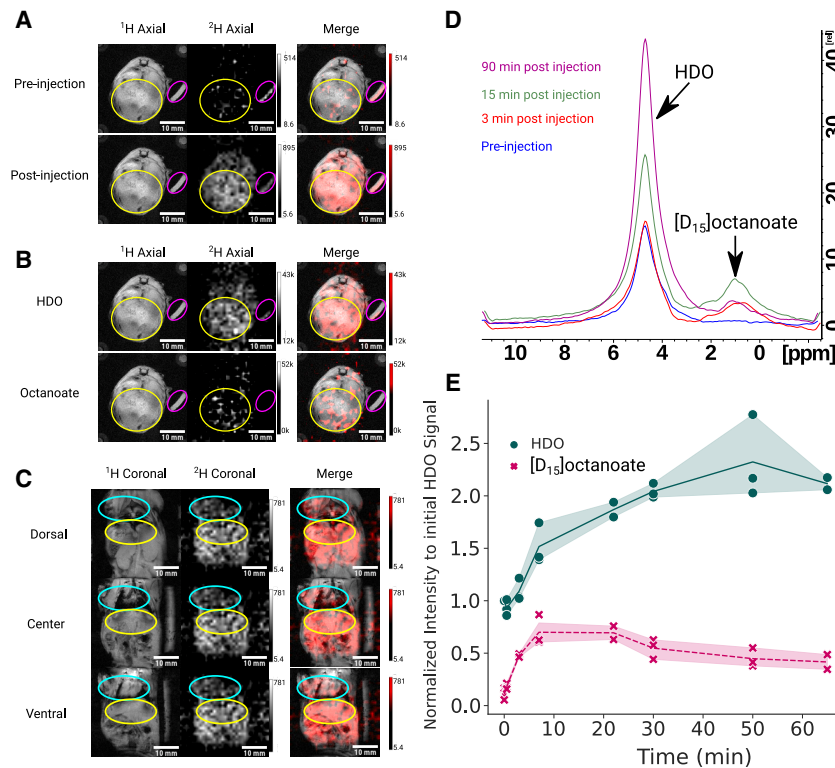 A
¹H Axial
²H Axial
Merge
Pre-injection
514
514
8.6
8.6
10 mm
10 mm
10 mm
Post-injection
895
895
5.6
5.6
10 mm
10 mm
10 mm
B
¹H Axial
²H Axial
Merge
HDO
43k
43k
12k
12k
10 mm
10 mm
10 mm
Octanoate
52k
52k
0k
0k
10 mm
10 mm
10 mm
C
¹H Coronal
²H Coronal
Merge
Dorsal
781
781
10 mm
10 mm
10 mm
Center
781
781
5.4
5.4
10 mm
10 mm
10 mm
Ventral
781
781
5.4
5.4
10 mm
10 mm
10 mm
D
90 min post injection
15 min post injection
3 min post injection
Pre-injection
HDO
[D₁₅]octanoate
[rel]
40
30
20
10
0
10
8
6
4
2
0
[ppm]
E
HDO
[D₁₅]octanoate
Normalized Intensity to initial HDO Signal
2.5
2.0
1.5
1.0
0.5
0.0
0
10
20
30
40
50
60
Time (min)